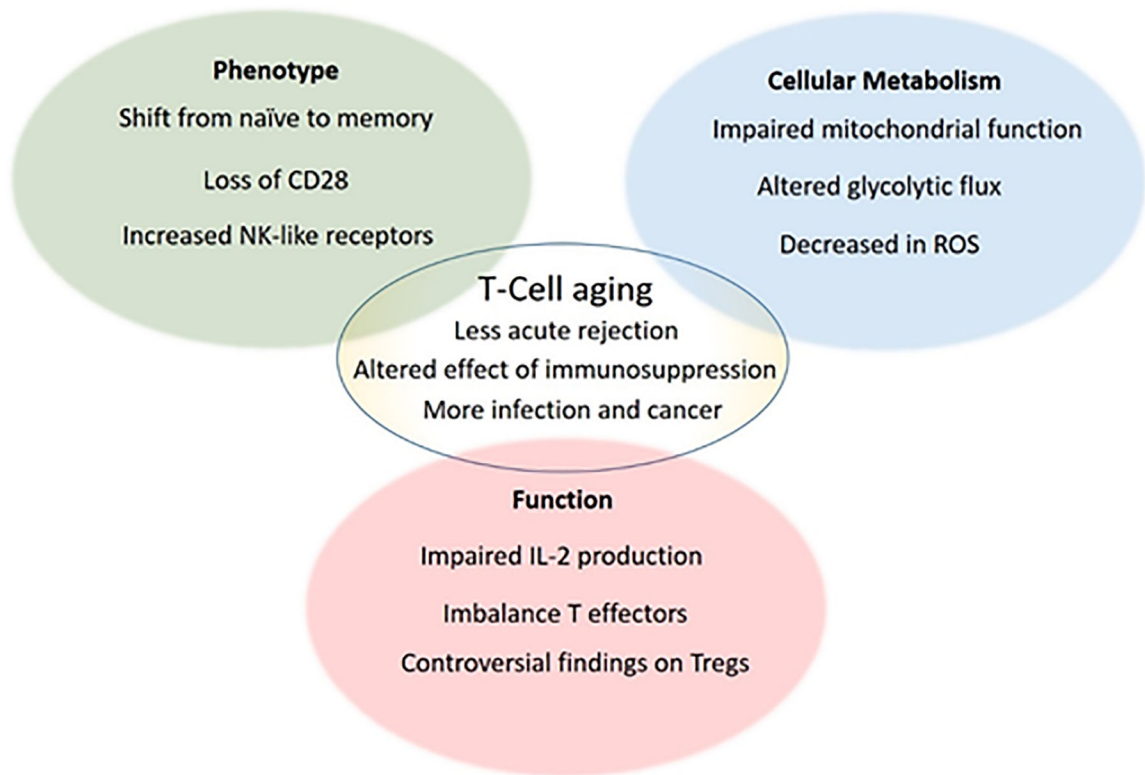 Phenotype
Shift from naïve to memory
Loss of CD28
Increased NK-like receptors
Cellular Metabolism
Impaired mitochondrial function
Altered glycolytic flux
Decreased in ROS
T-Cell aging
Less acute rejection
Altered effect of immunosuppression
More infection and cancer
Function
Impaired IL-2 production
Imbalance T effectors
Controversial findings on Tregs